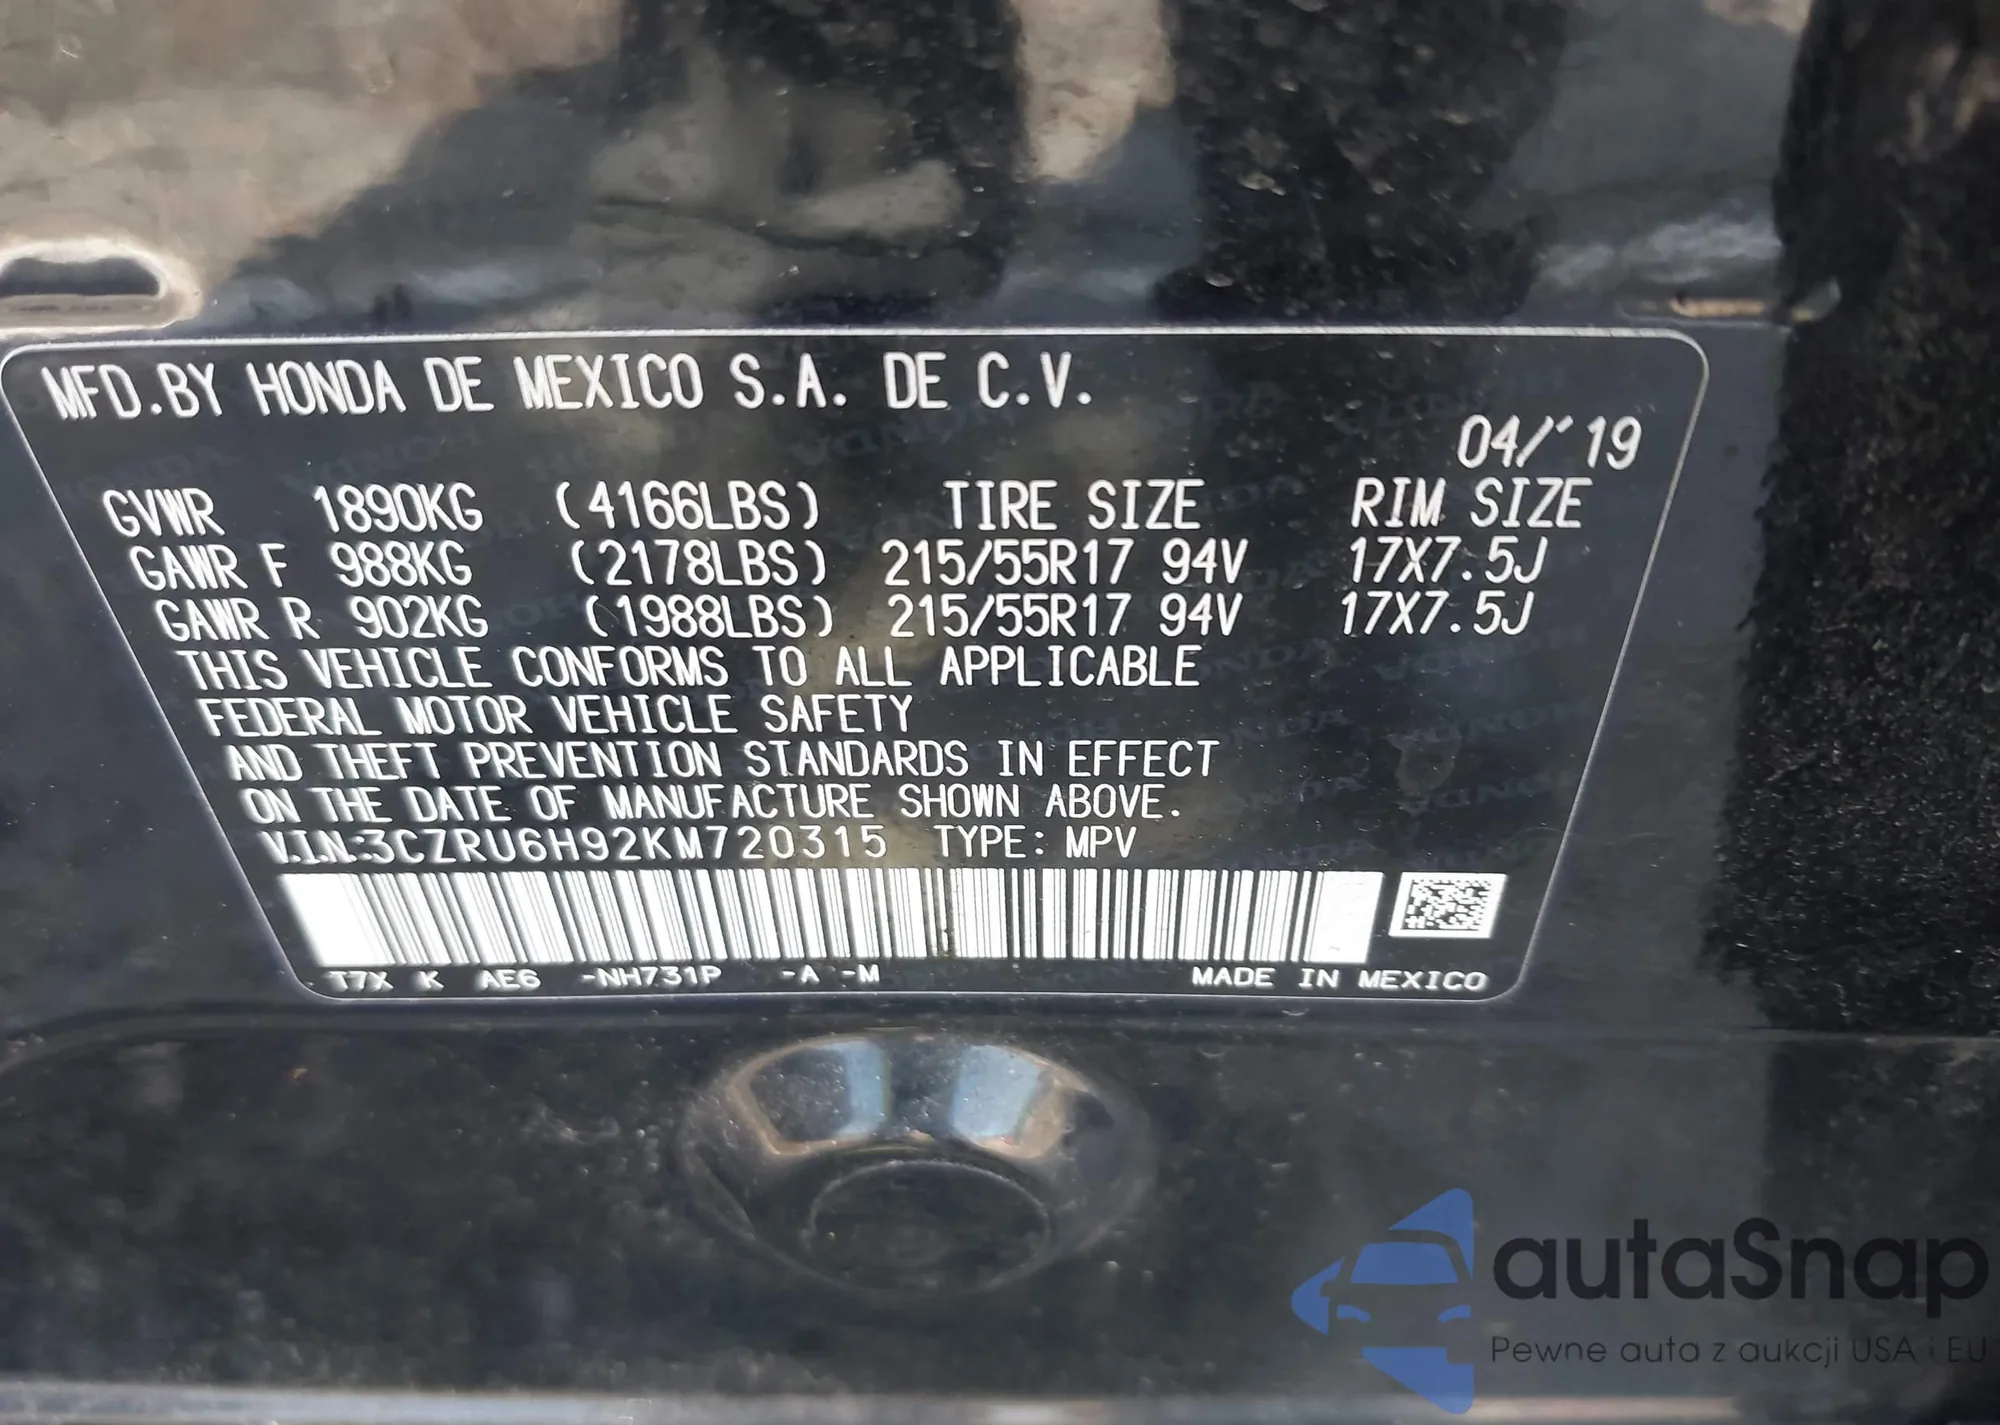 MFD.BY HONDA DE MEXICO S.A. DE C.V.
04/'19
GVWR 1890KG (4166LBS) TIRE SIZE RIM SIZE
GAWR F 988KG (2178LBS) 215/55R17 94V 17X7.5J
GAWR R 902KG (1988LBS) 215/55R17 94V 17X7.5J
THIS VEHICLE CONFORMS TO ALL APPLICABLE
FEDERAL MOTOR VEHICLE SAFETY
AND THEFT PREVENTION STANDARDS IN EFFECT
ON THE DATE OF MANUFACTURE SHOWN ABOVE.
V.I.N:3CZRU6H92KM720315 TYPE: MPV
T7X K AE6 -NH731P -A -M MADE IN MEXICO
autaSnap
Pewne auta z aukcji USA i EU